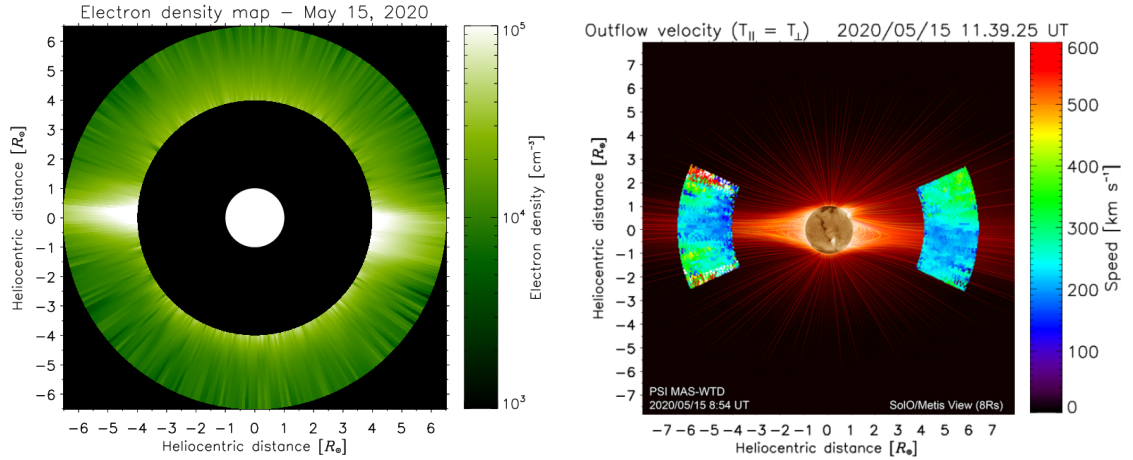 Electron density map – May 15, 2020
6
5
4
3
2
1
0
−1
−2
−3
−4
−5
−6
Heliocentric distance [R⊙]
−6 −5 −4 −3 −2 −1 0 1 2 3 4 5 6
Heliocentric distance [R⊙]
10⁵
10⁴
10³
Electron density [cm⁻³]
Outflow velocity (T∥ = T⊥) 2020/05/15 11.39.25 UT
7
6
5
4
3
2
1
0
−1
−2
−3
−4
−5
−6
−7
Heliocentric distance [R⊙]
PSI MAS-WTD
2020/05/15 8:54 UT
SolO/Metis View (8Rs)
−7 −6 −5 −4 −3 −2 −1 0 1 2 3 4 5 6 7
Heliocentric distance [R⊙]
600
500
400
300
200
100
0
Speed [km s⁻¹]